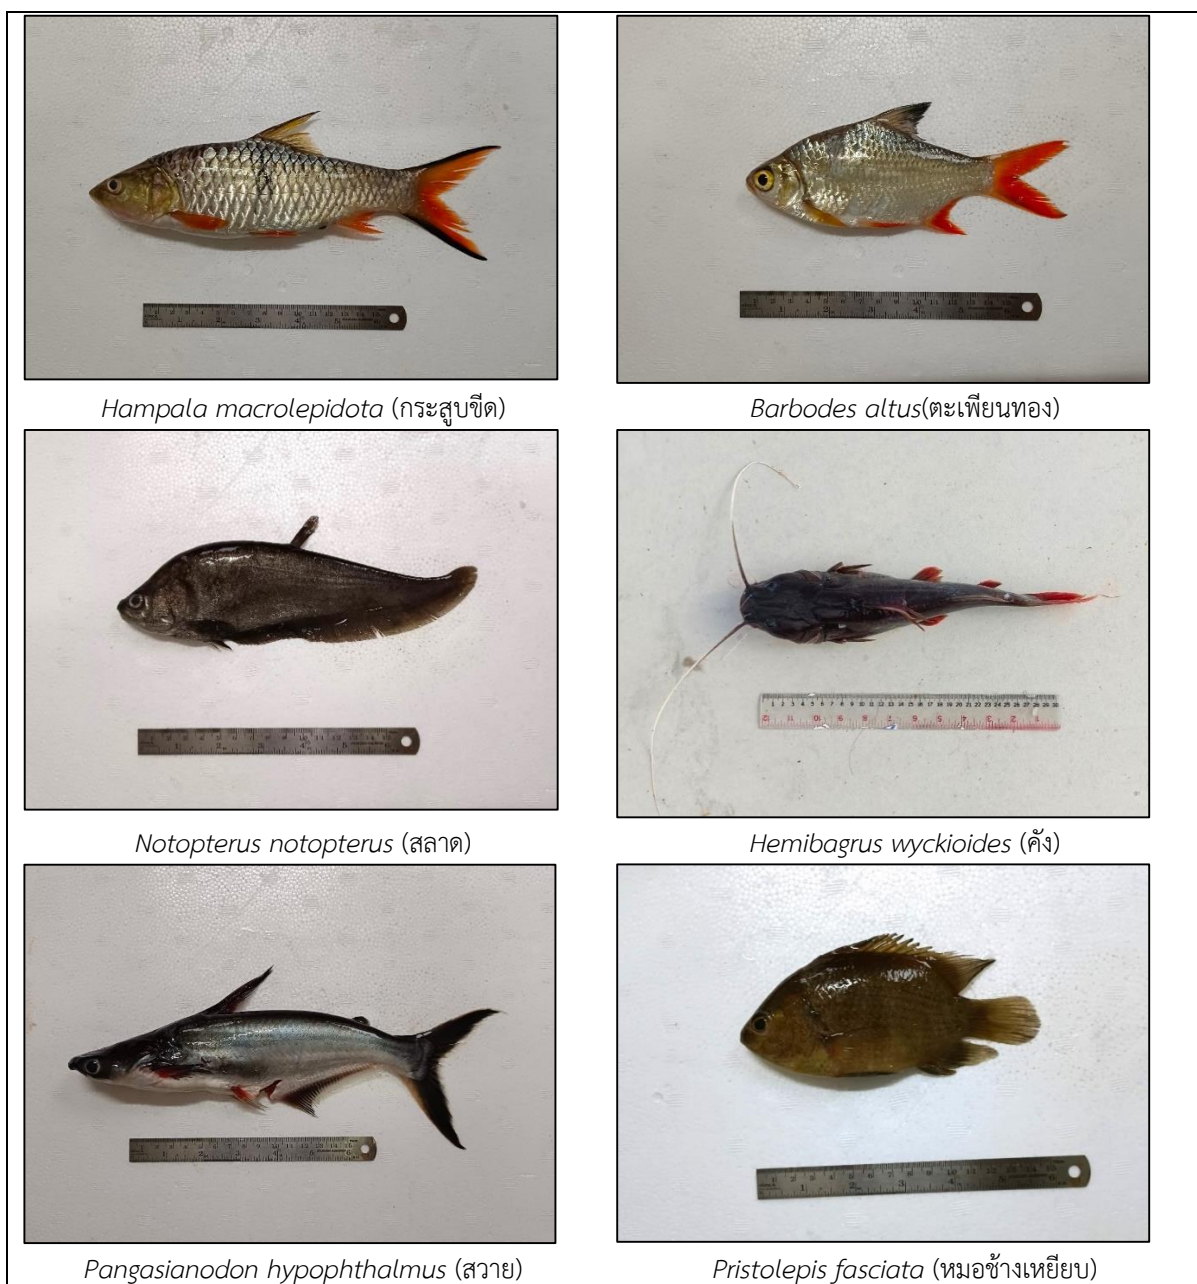 Hampala macrolepidota (กระสูบขีด)
Barbodes altus(ตะเพียนทอง)
Notopterus notopterus (สลาด)
Hemibagrus wyckioides (คัง)
Pangasianodon hypophthalmus (สวาย)
Pristolepis fasciata (หมอช้างเหยียบ)